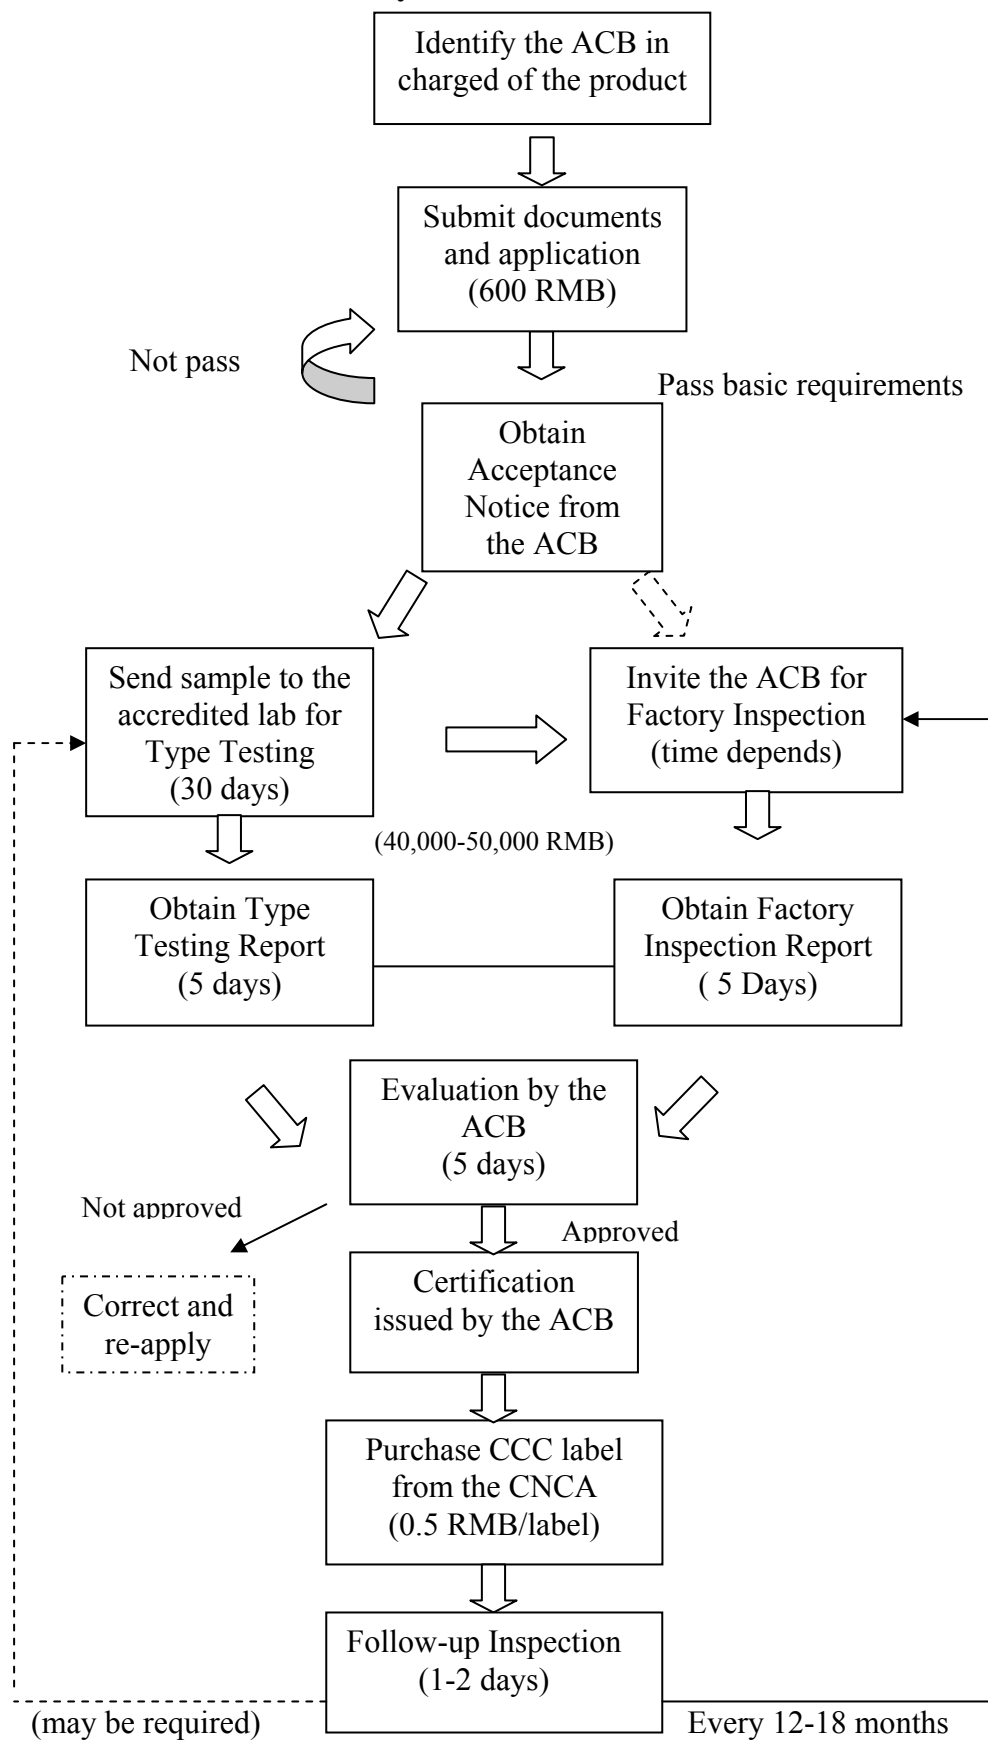 Identify the ACB in
charged of the product
Submit documents
and application
(600 RMB)
Not pass
Pass basic requirements
Obtain
Acceptance
Notice from
the ACB
Send sample to the
accredited lab for
Type Testing
(30 days)
Invite the ACB for
Factory Inspection
(time depends)
(40,000-50,000 RMB)
Obtain Type
Testing Report
(5 days)
Obtain Factory
Inspection Report
( 5 Days)
Evaluation by the
ACB
(5 days)
Not approved
Approved
Correct and
re-apply
Certification
issued by the ACB
Purchase CCC label
from the CNCA
(0.5 RMB/label)
Follow-up Inspection
(1-2 days)
(may be required)
Every 12-18 months